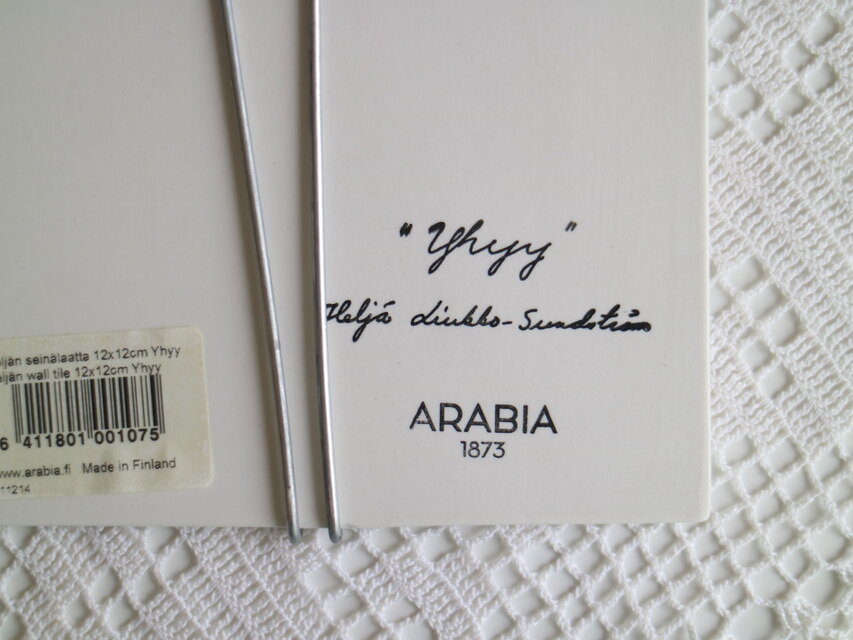 "Yhyy"
Heljä Liukko-Sundström
ARABIA
1873
eljän seinälaatta 12x12cm Yhyy
eljän wall tile 12x12cm Yhyy
6 411801 001075
www.arabia.fi Made in Finland
11214